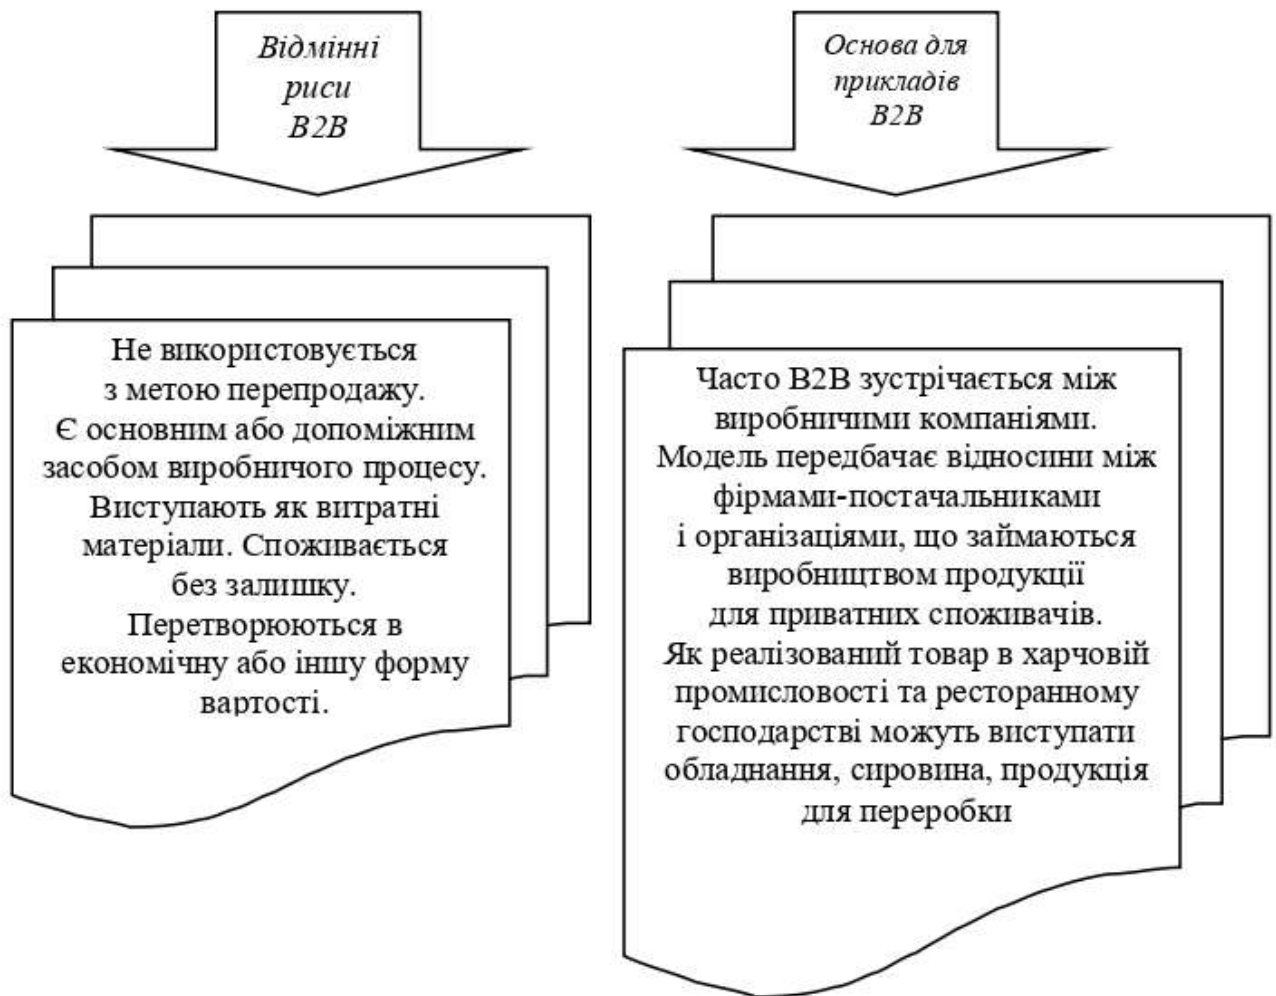 Відмінні
риси
B2B
Основа для
прикладів
B2B
Не використовується
з метою перепродажу.
Є основним або допоміжним
засобом виробничого процесу.
Виступають як витратні
матеріали. Споживається
без залишку.
Перетворюються в
економічну або іншу форму
вартості.
Часто B2B зустрічається між
виробничими компаніями.
Модель передбачає відносини між
фірмами-постачальниками
і організаціями, що займаються
виробництвом продукції
для приватних споживачів.
Як реалізований товар в харчовій
промисловості та ресторанному
господарстві можуть виступати
обладнання, сировина, продукція
для переробки